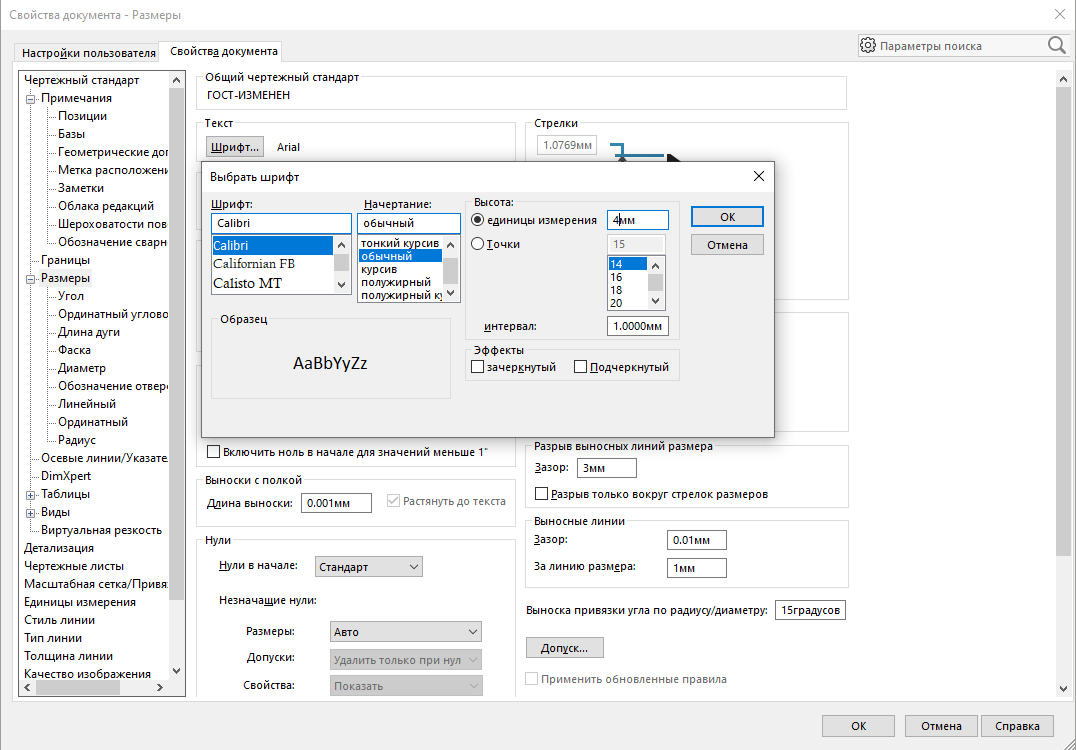 Свойства документа - Размеры
Настройки пользователя
Свойства документа
Параметры поиска
Чертежный стандарт
Примечания
Позиции
Базы
Геометрические доп
Метка расположени
Заметки
Облака редакций
Шероховатости пов
Обозначение сварн
Границы
Размеры
Угол
Ординатный углово
Длина дуги
Фаска
Диаметр
Обозначение отвер
Линейный
Ординатный
Радиус
Осевые линии/Указате
DimXpert
Таблицы
Виды
Виртуальная резкость
Детализация
Чертежные листы
Масштабная сетка/Привя
Единицы измерения
Стиль линии
Тип линии
Толщина линии
Качество изображения
Общий чертежный стандарт
ГОСТ-ИЗМЕНЕН
Текст
Шрифт...
Arial
Стрелки
1.0769мм
Выбрать шрифт
Шрифт:
Calibri
Calibri
Californian FB
Calisto MT
Начертание:
обычный
тонкий курсив
обычный
курсив
полужирный
полужирный ку
Высота:
единицы измерения
4мм
Точки
15
14
16
18
20
интервал:
1.0000мм
OK
Отмена
Образец
AaBbYyZz
Эффекты
зачеркнутый
Подчеркнутый
Включить ноль в начале для значений меньше 1"
Выноски с полкой
Длина выноски:
0.001мм
Растянуть до текста
Нули
Нули в начале:
Стандарт
Незначащие нули:
Размеры:
Авто
Допуски:
Удалить только при нул
Свойства:
Показать
Разрыв выносных линий размера
Зазор:
3мм
Разрыв только вокруг стрелок размеров
Выносные линии
Зазор:
0.01мм
За линию размера:
1мм
Выноска привязки угла по радиусу/диаметру:
15градусов
Допуск...
Применить обновленные правила
OK
Отмена
Справка